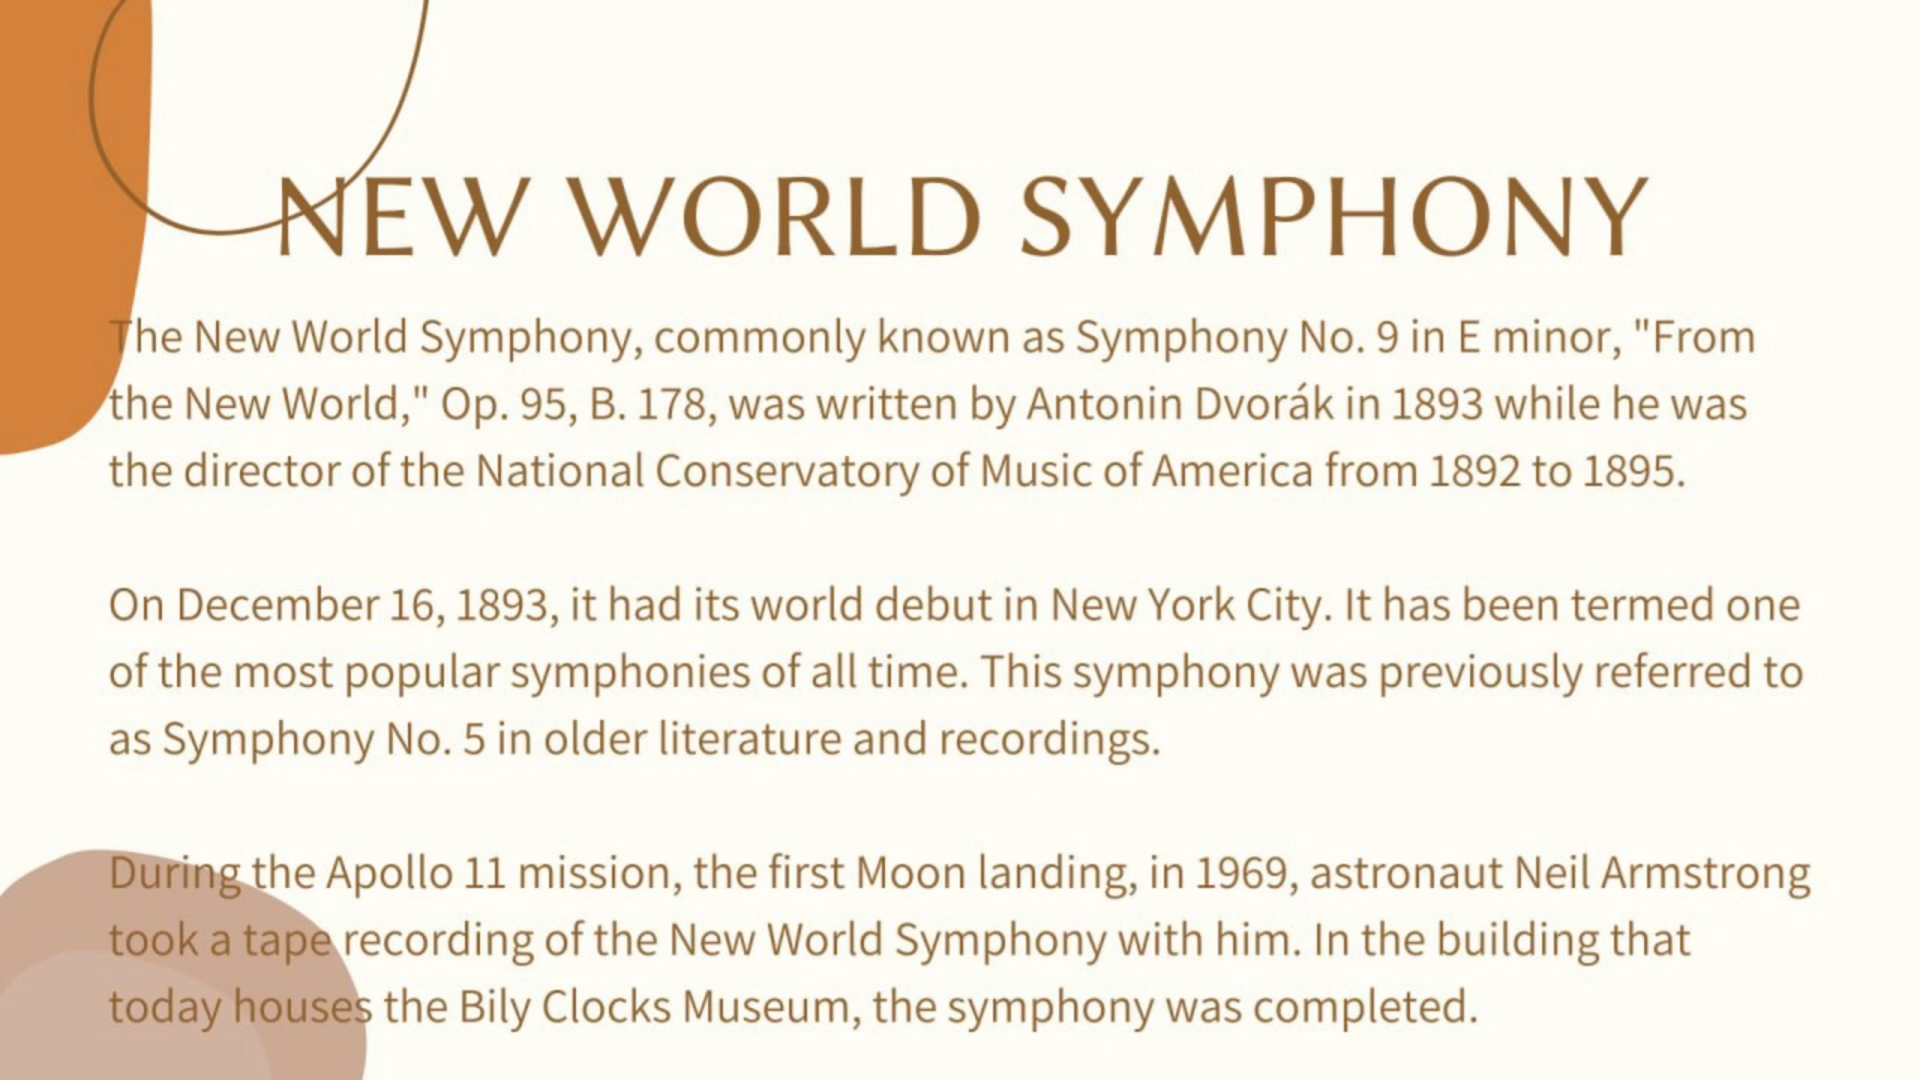 NEW WORLD SYMPHONY
The New World Symphony, commonly known as Symphony No. 9 in E minor, "From
the New World," Op. 95, B. 178, was written by Antonin Dvorák in 1893 while he was
the director of the National Conservatory of Music of America from 1892 to 1895.
On December 16, 1893, it had its world debut in New York City. It has been termed one
of the most popular symphonies of all time. This symphony was previously referred to
as Symphony No. 5 in older literature and recordings.
During the Apollo 11 mission, the first Moon landing, in 1969, astronaut Neil Armstrong
took a tape recording of the New World Symphony with him. In the building that
today houses the Bily Clocks Museum, the symphony was completed.